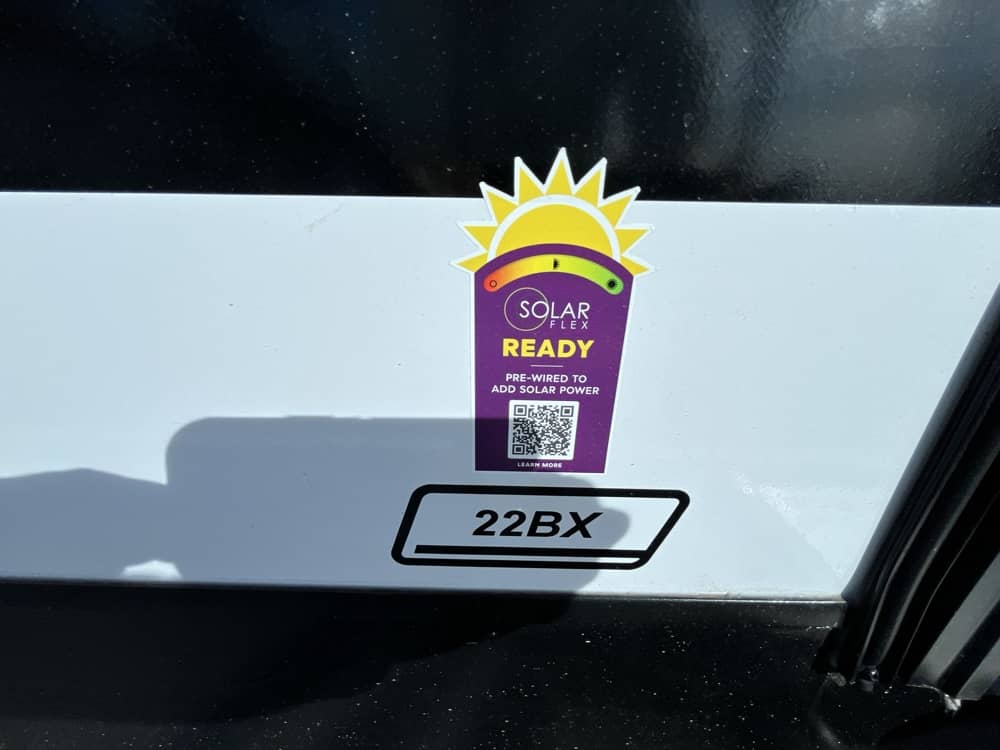 SOLAR
FLEX
READY
PRE-WIRED TO
ADD SOLAR POWER
LEARN MORE
22BX